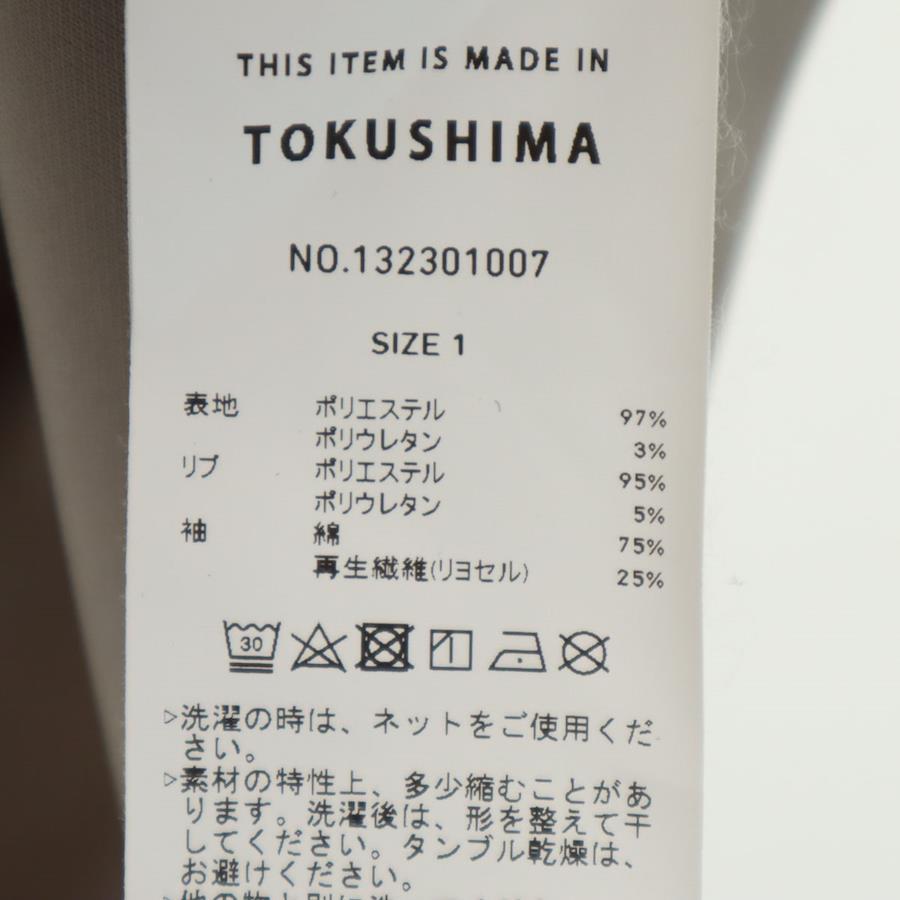 THIS ITEM IS MADE IN
TOKUSHIMA
NO.132301007
SIZE 1
表地 ポリエステル 97%
ポリウレタン 3%
リブ ポリエステル 95%
ポリウレタン 5%
袖 綿 75%
再生繊維(リヨセル) 25%
30
▷洗濯の時は、ネットをご使用くだ
さい。
▷素材の特性上、多少縮むことがあ
ります。洗濯後は、形を整えて干
してください。タンブル乾燥は、
お避けください。